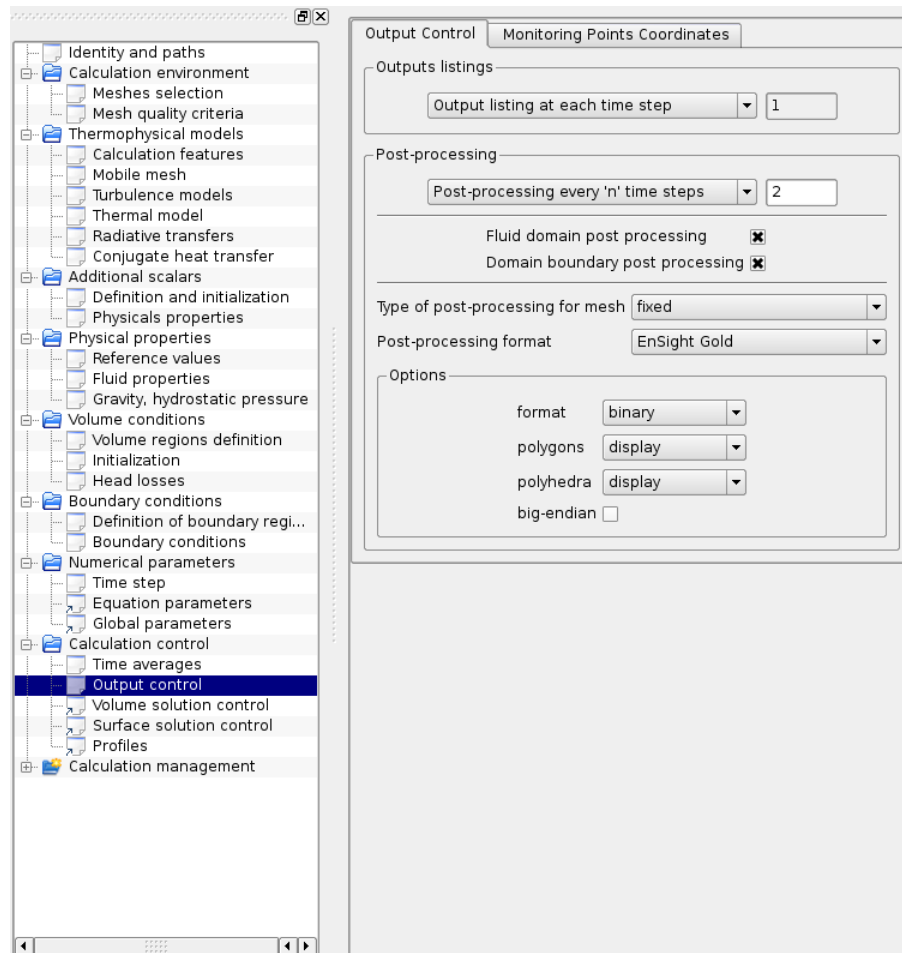 Identity and paths
Calculation environment
Meshes selection
Mesh quality criteria
Thermophysical models
Calculation features
Mobile mesh
Turbulence models
Thermal model
Radiative transfers
Conjugate heat transfer
Additional scalars
Definition and initialization
Physicals properties
Physical properties
Reference values
Fluid properties
Gravity, hydrostatic pressure
Volume conditions
Volume regions definition
Initialization
Head losses
Boundary conditions
Definition of boundary regi...
Boundary conditions
Numerical parameters
Time step
Equation parameters
Global parameters
Calculation control
Time averages
Output control
Volume solution control
Surface solution control
Profiles
Calculation management
Output Control Monitoring Points Coordinates
Outputs listings
Output listing at each time step 1
Post-processing
Post-processing every 'n' time steps 2
Fluid domain post processing
Domain boundary post processing
Type of post-processing for mesh fixed
Post-processing format EnSight Gold
Options
format binary
polygons display
polyhedra display
big-endian